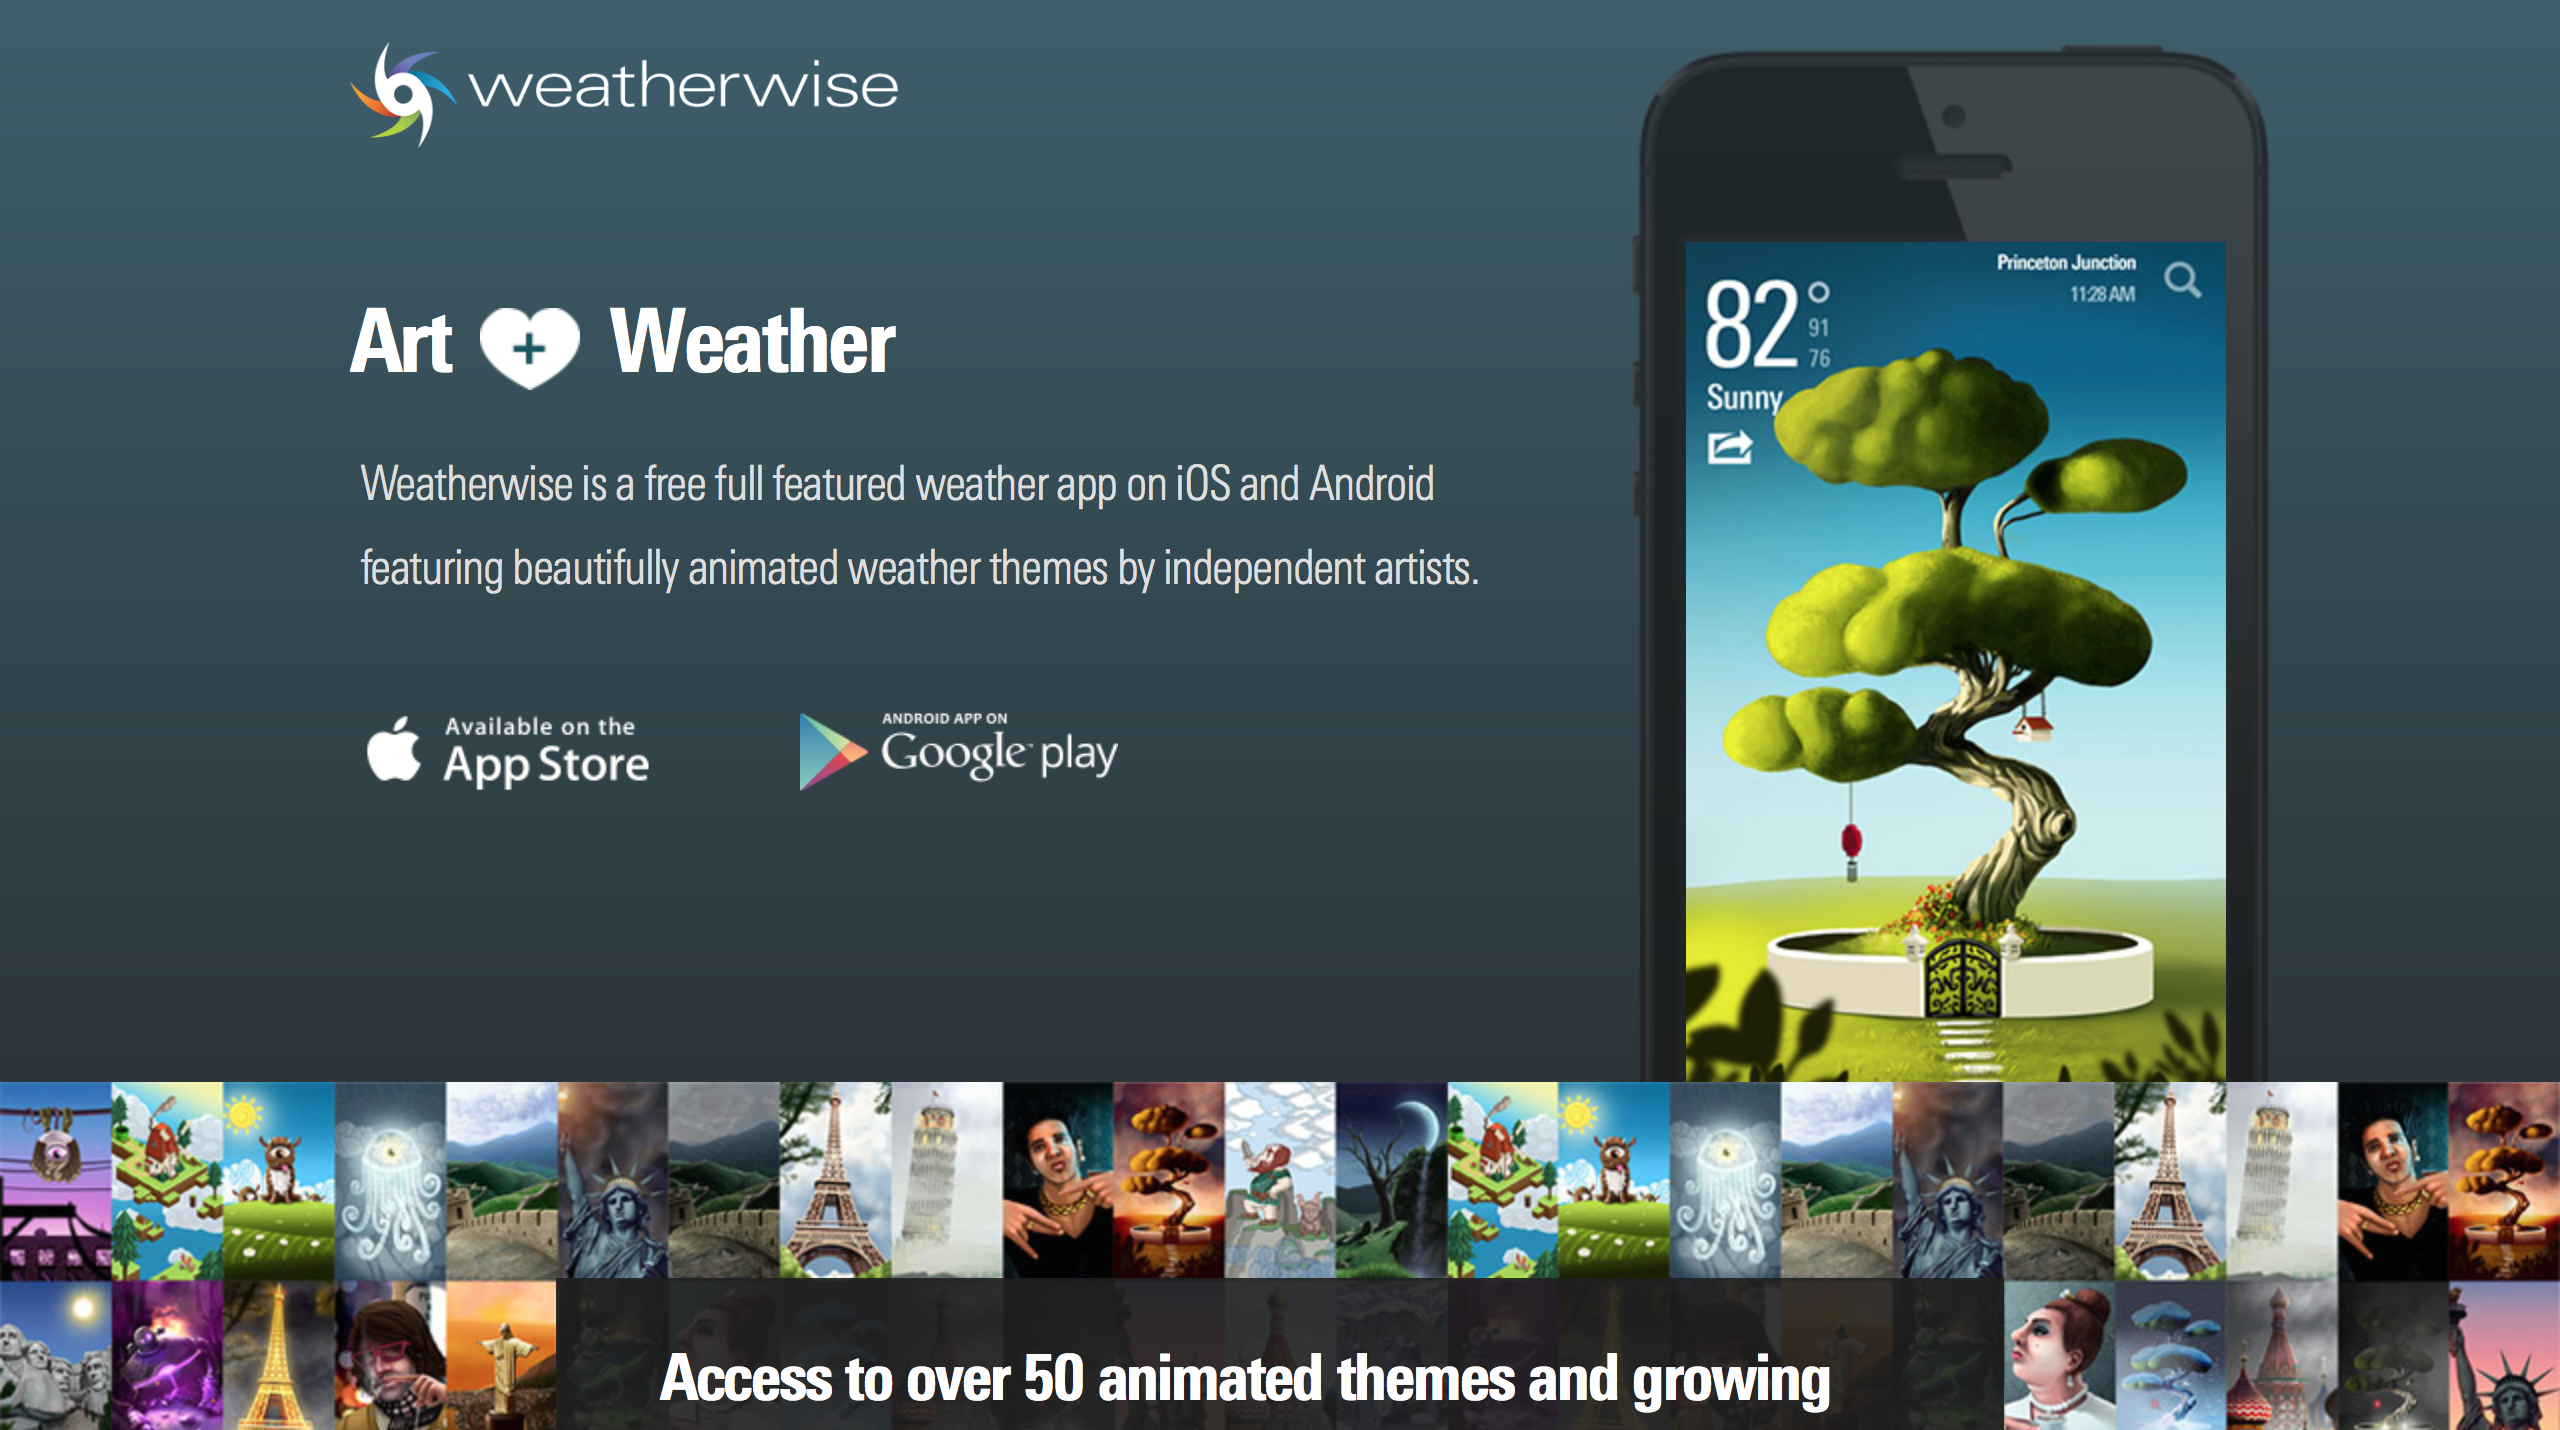 weatherwise
Art + Weather
Weatherwise is a free full featured weather app on iOS and Android
featuring beautifully animated weather themes by independent artists.
Available on the
App Store
ANDROID APP ON
Google play
Princeton Junction
11:28 AM
82°
91
76
Sunny
Access to over 50 animated themes and growing